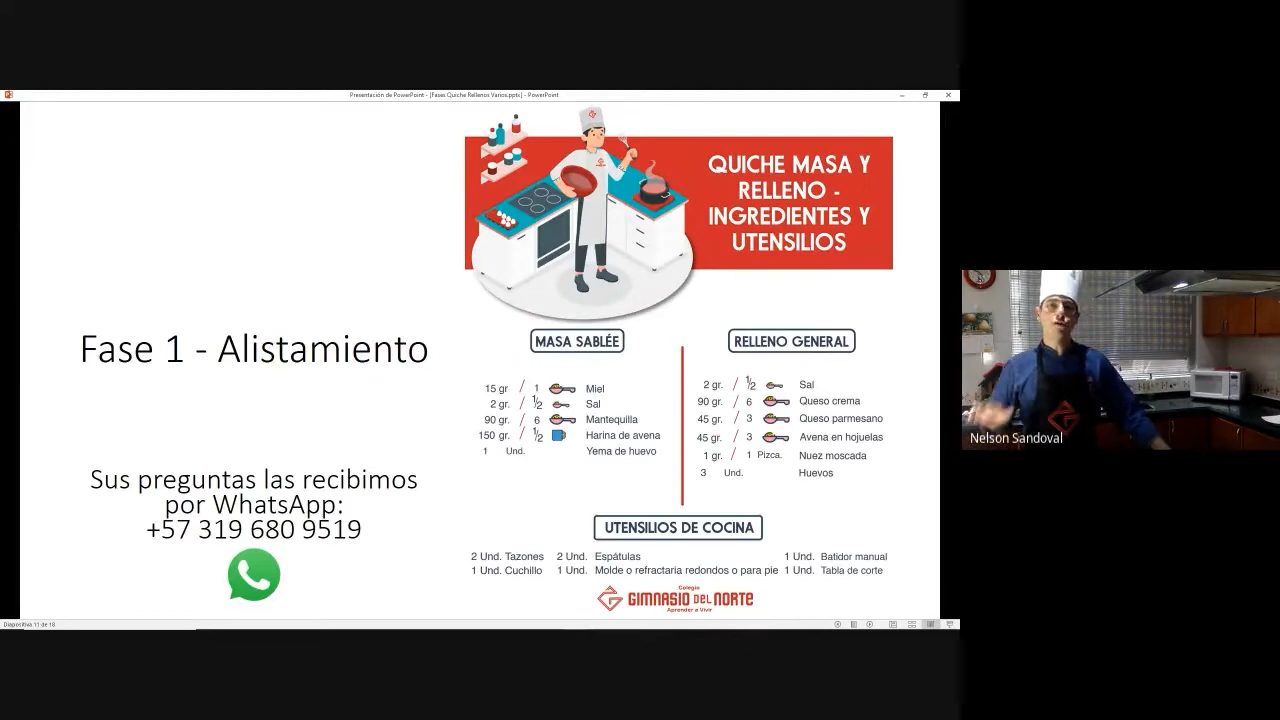 Presentación de PowerPoint - [Fases Quiche Rellenos Varios.pptx] - PowerPoint
QUICHE MASA Y
RELLENO -
INGREDIENTES Y
UTENSILIOS
Fase 1 - Alistamiento
Sus preguntas las recibimos
por WhatsApp:
+57 319 680 9519
MASA SABLÉE
15 gr / 1 Miel
2 gr. / 1/2 Sal
90 gr. / 6 Mantequilla
150 gr. / 1/2 Harina de avena
1 Und. Yema de huevo
RELLENO GENERAL
2 gr. / 1/2 Sal
90 gr. / 6 Queso crema
45 gr. / 3 Queso parmesano
45 gr. / 3 Avena en hojuelas
1 gr. / 1 Pizca. Nuez moscada
3 Und. Huevos
UTENSILIOS DE COCINA
2 Und. Tazones 2 Und. Espátulas 1 Und. Batidor manual
1 Und. Cuchillo 1 Und. Molde o refractaria redondos o para pie 1 Und. Tabla de corte
Colegio
GIMNASIO DEL NORTE
Aprender a Vivir
Diapositiva 11 de 18
Nelson Sandoval